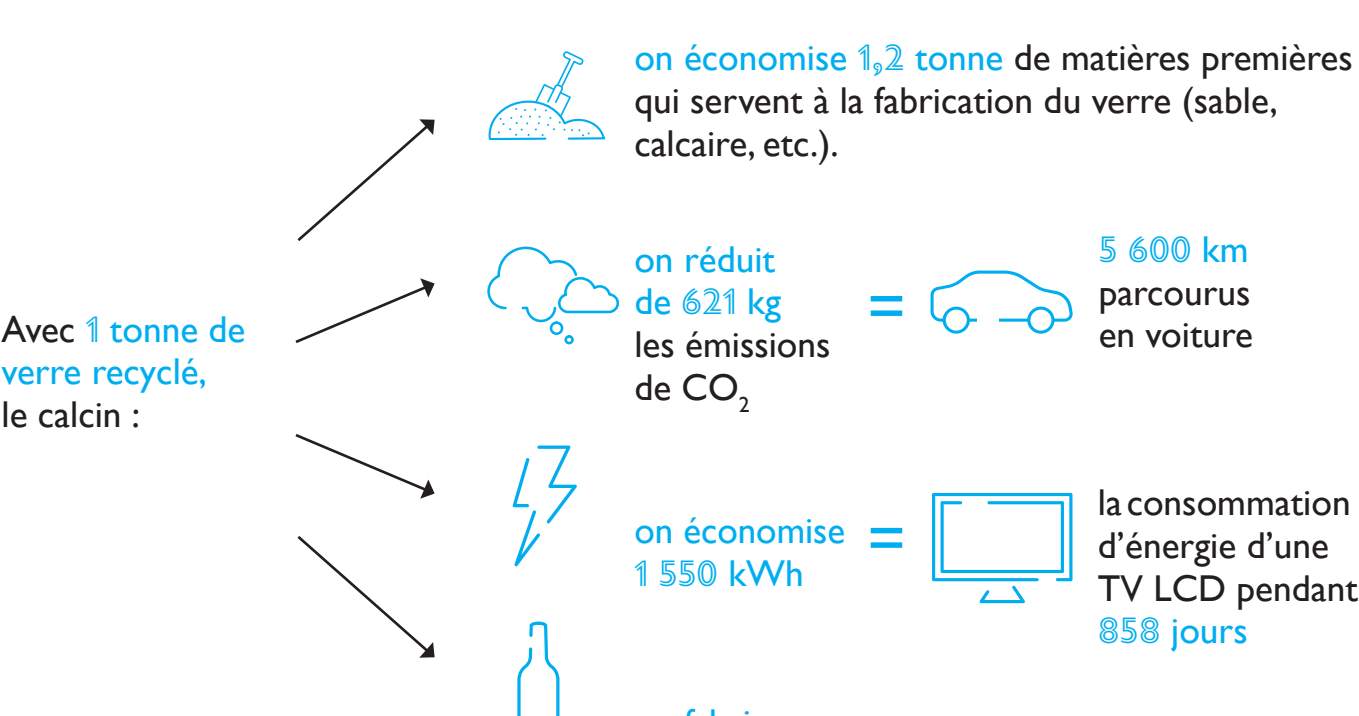 Avec 1 tonne de
verre recyclé,
le calcin :
on économise 1,2 tonne de matières premières
qui servent à la fabrication du verre (sable,
calcaire, etc.).
on réduit
de 621 kg
les émissions
de CO₂
=
5 600 km
parcourus
en voiture
on économise
1 550 kWh
=
la consommation
d’énergie d’une
TV LCD pendant
858 jours